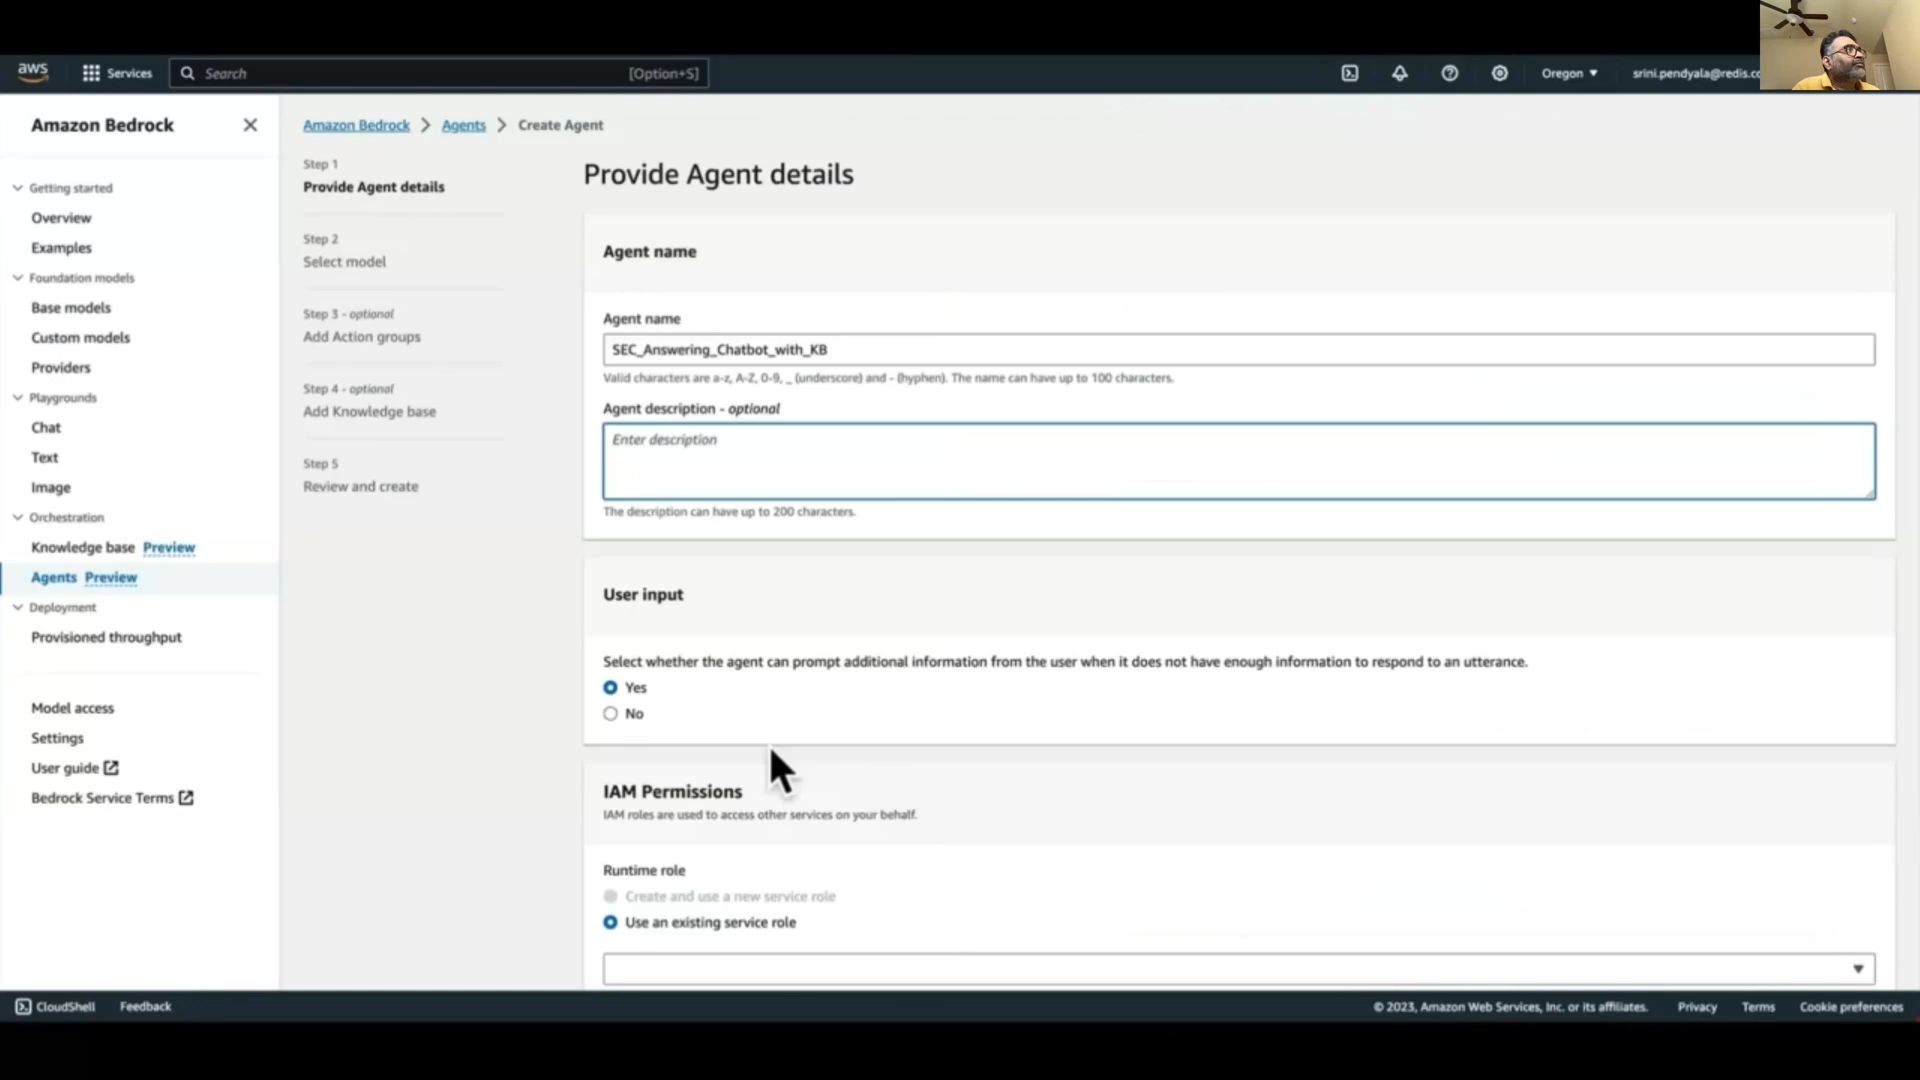 aws
Services
Search
[Option+S]
Oregon ▼
srini.pendyala@redis.co
Amazon Bedrock
Getting started
Overview
Examples
Foundation models
Base models
Custom models
Providers
Playgrounds
Chat
Text
Image
Orchestration
Knowledge base Preview
Agents Preview
Deployment
Provisioned throughput
Model access
Settings
User guide
Bedrock Service Terms
Amazon Bedrock > Agents > Create Agent
Step 1
Provide Agent details
Step 2
Select model
Step 3 - optional
Add Action groups
Step 4 - optional
Add Knowledge base
Step 5
Review and create
Provide Agent details
Agent name
Agent name
SEC_Answering_Chatbot_with_KB
Valid characters are a-z, A-Z, 0-9, _ (underscore) and - (hyphen). The name can have up to 100 characters.
Agent description - optional
Enter description
The description can have up to 200 characters.
User input
Select whether the agent can prompt additional information from the user when it does not have enough information to respond to an utterance.
Yes
No
IAM Permissions
IAM roles are used to access other services on your behalf.
Runtime role
Create and use a new service role
Use an existing service role
CloudShell
Feedback
© 2023, Amazon Web Services, Inc. or its affiliates.
Privacy
Terms
Cookie preferences